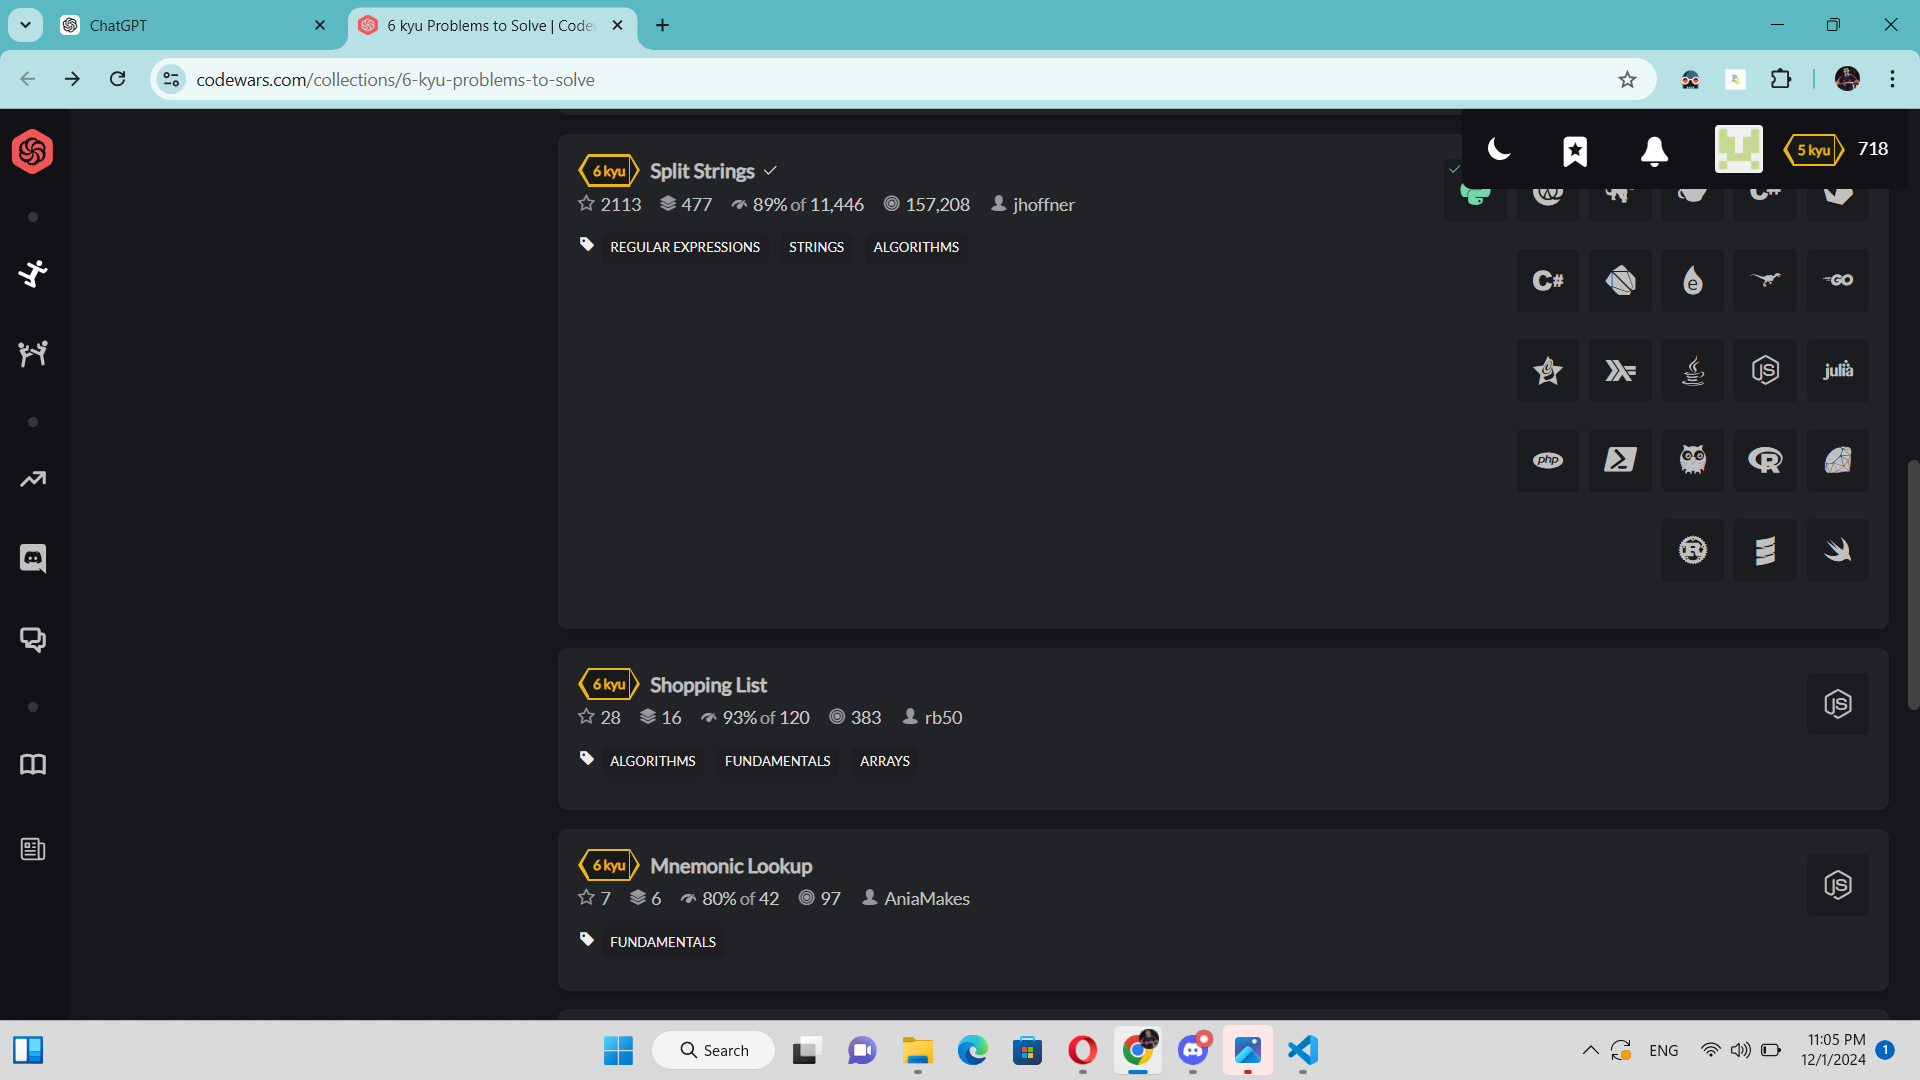 ChatGPT
6 kyu Problems to Solve | Code
codewars.com/collections/6-kyu-problems-to-solve
5 kyu 718
6 kyu Split Strings
2113 477 89% of 11,446 157,208 jhoffner
REGULAR EXPRESSIONS STRINGS ALGORITHMS
C#
e
GO
JS
julia
php
R
R
6 kyu Shopping List
28 16 93% of 120 383 rb50
JS
ALGORITHMS FUNDAMENTALS ARRAYS
6 kyu Mnemonic Lookup
7 6 80% of 42 97 AniaMakes
JS
FUNDAMENTALS
Search
ENG
11:05 PM
12/1/2024
1